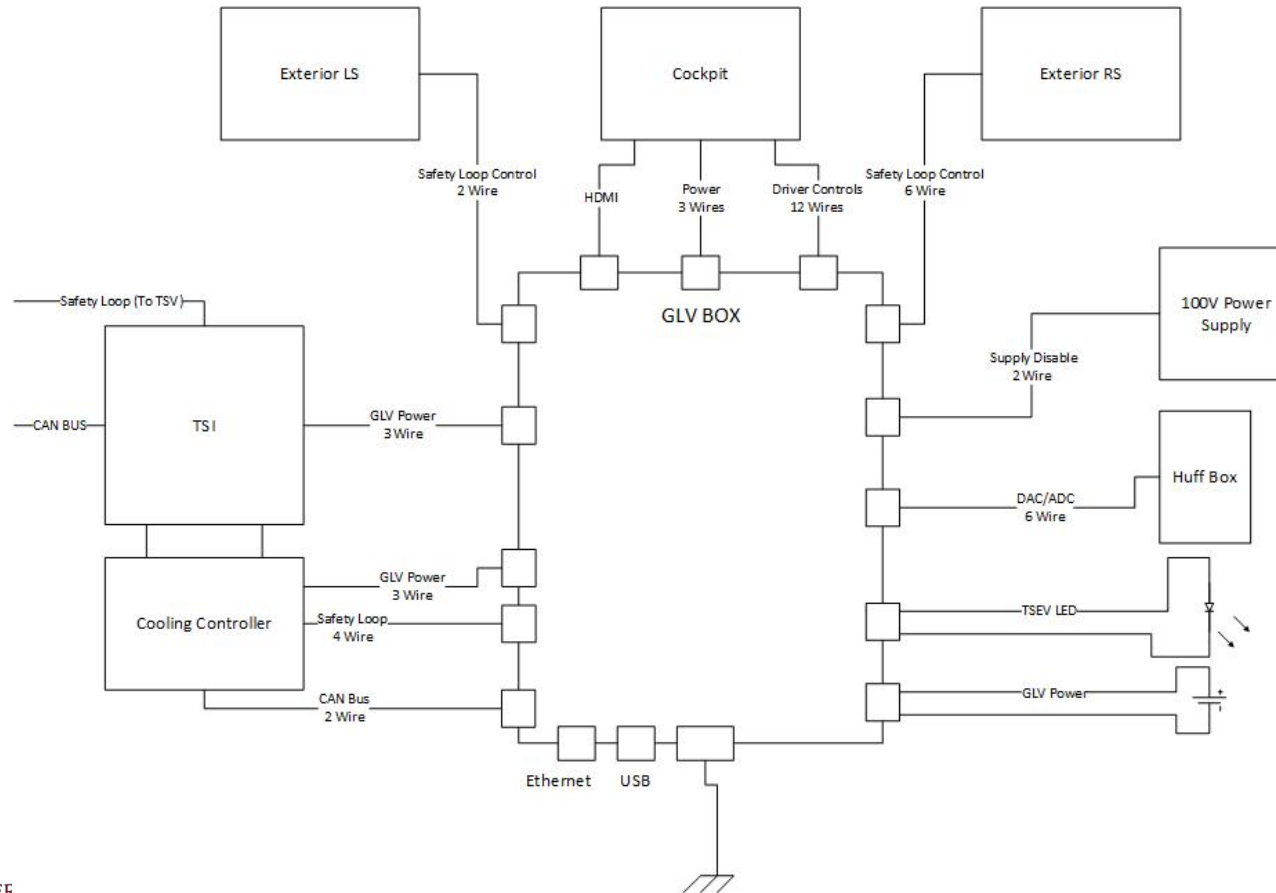 Exterior LS
Cockpit
Exterior RS
Safety Loop Control
2 Wire
HDMI
Power
3 Wires
Driver Controls
12 Wires
Safety Loop Control
6 Wire
Safety Loop (To TSV)
GLV BOX
100V Power
Supply
Supply Disable
2 Wire
CAN BUS
TSI
GLV Power
3 Wire
Huff Box
DAC/ADC
6 Wire
GLV Power
3 Wire
Cooling Controller
Safety Loop
4 Wire
TSEV LED
CAN Bus
2 Wire
GLV Power
+
-
Ethernet
USB